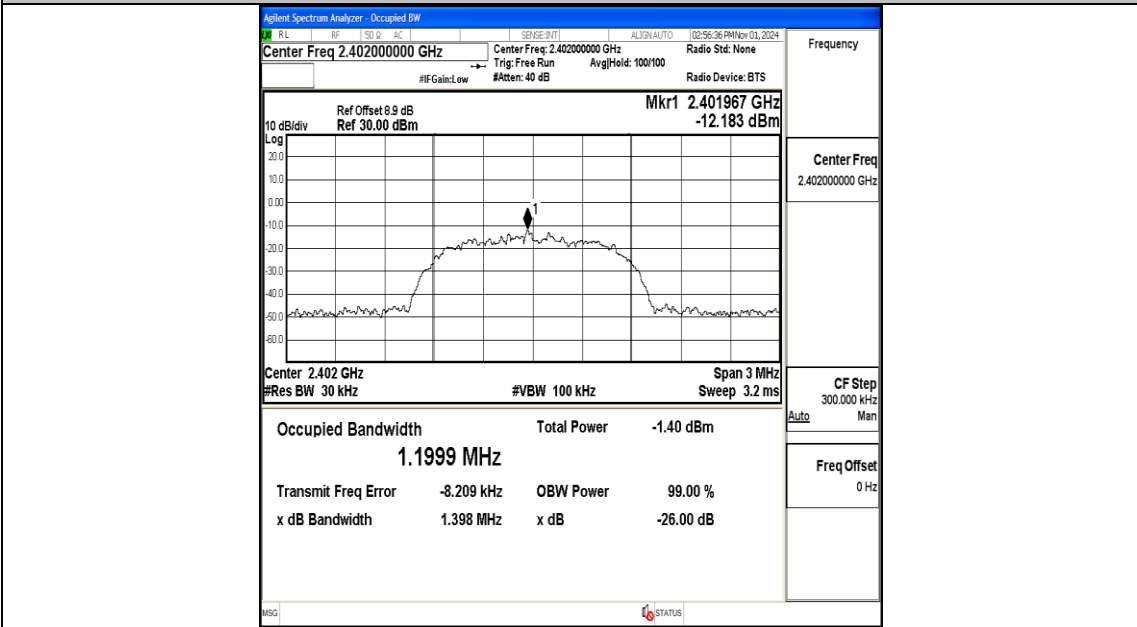 Agilent Spectrum Analyzer - Occupied BW
RL RF 50 Ω AC SENSE:INT ALIGN AUTO 02:56:36 PM Nov 01, 2024
Center Freq 2.402000000 GHz
Center Freq: 2.402000000 GHz
Radio Std: None
Trig: Free Run Avg|Hold: 100/100
#IFGain:Low
#Atten: 40 dB
Radio Device: BTS
Frequency
Mkr1 2.401967 GHz
-12.183 dBm
Ref Offset 8.9 dB
10 dB/div Ref 30.00 dBm
Log
20.0
10.0
0.00
-10.0
-20.0
-30.0
-40.0
-50.0
-60.0
1
Center 2.402 GHz
Span 3 MHz
#Res BW 30 kHz
#VBW 100 kHz
Sweep 3.2 ms
Center Freq
2.402000000 GHz
CF Step
300.000 kHz
Auto Man
Freq Offset
0 Hz
Occupied Bandwidth
1.1999 MHz
Total Power -1.40 dBm
Transmit Freq Error -8.209 kHz OBW Power 99.00 %
x dB Bandwidth 1.398 MHz x dB -26.00 dB
MSG
STATUS